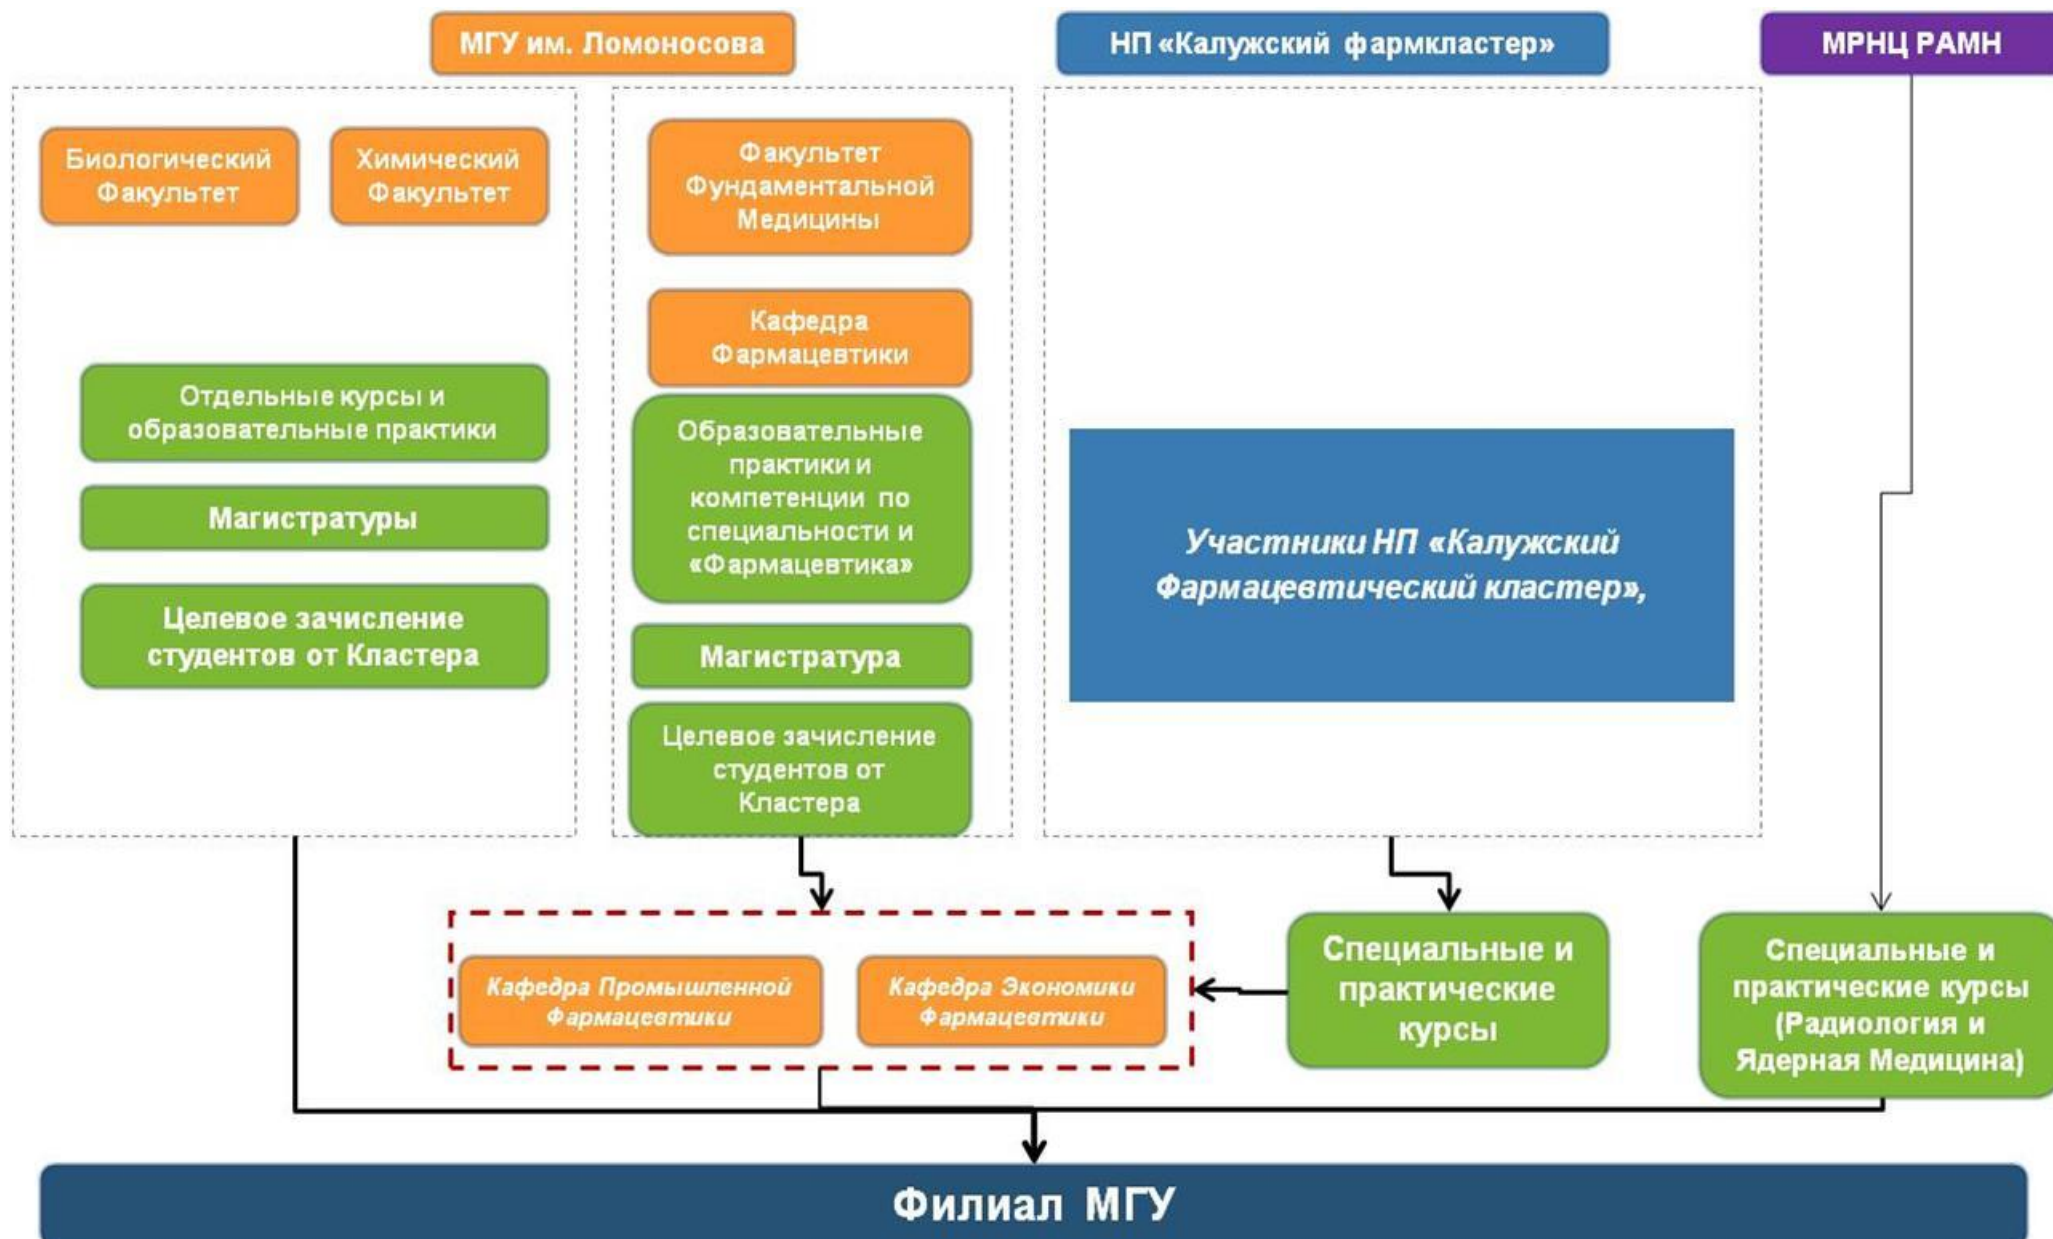 МГУ им. Ломоносова
НП «Калужский фармкластер»
МРНЦ РАМН
Биологический
Факультет
Химический
Факультет
Отдельные курсы и
образовательные практики
Магистратуры
Целевое зачисление
студентов от Кластера
Факультет
Фундаментальной
Медицины
Кафедра
Фармацевтики
Образовательные
практики и
компетенции по
специальности и
«Фармацевтика»
Магистратура
Целевое зачисление
студентов от
Кластера
Участники НП «Калужский
Фармацевтический кластер»,
Кафедра Промышленной
Фармацевтики
Кафедра Экономики
Фармацевтики
Специальные и
практические
курсы
Специальные и
практические курсы
(Радиология и
Ядерная Медицина)
Филиал МГУ